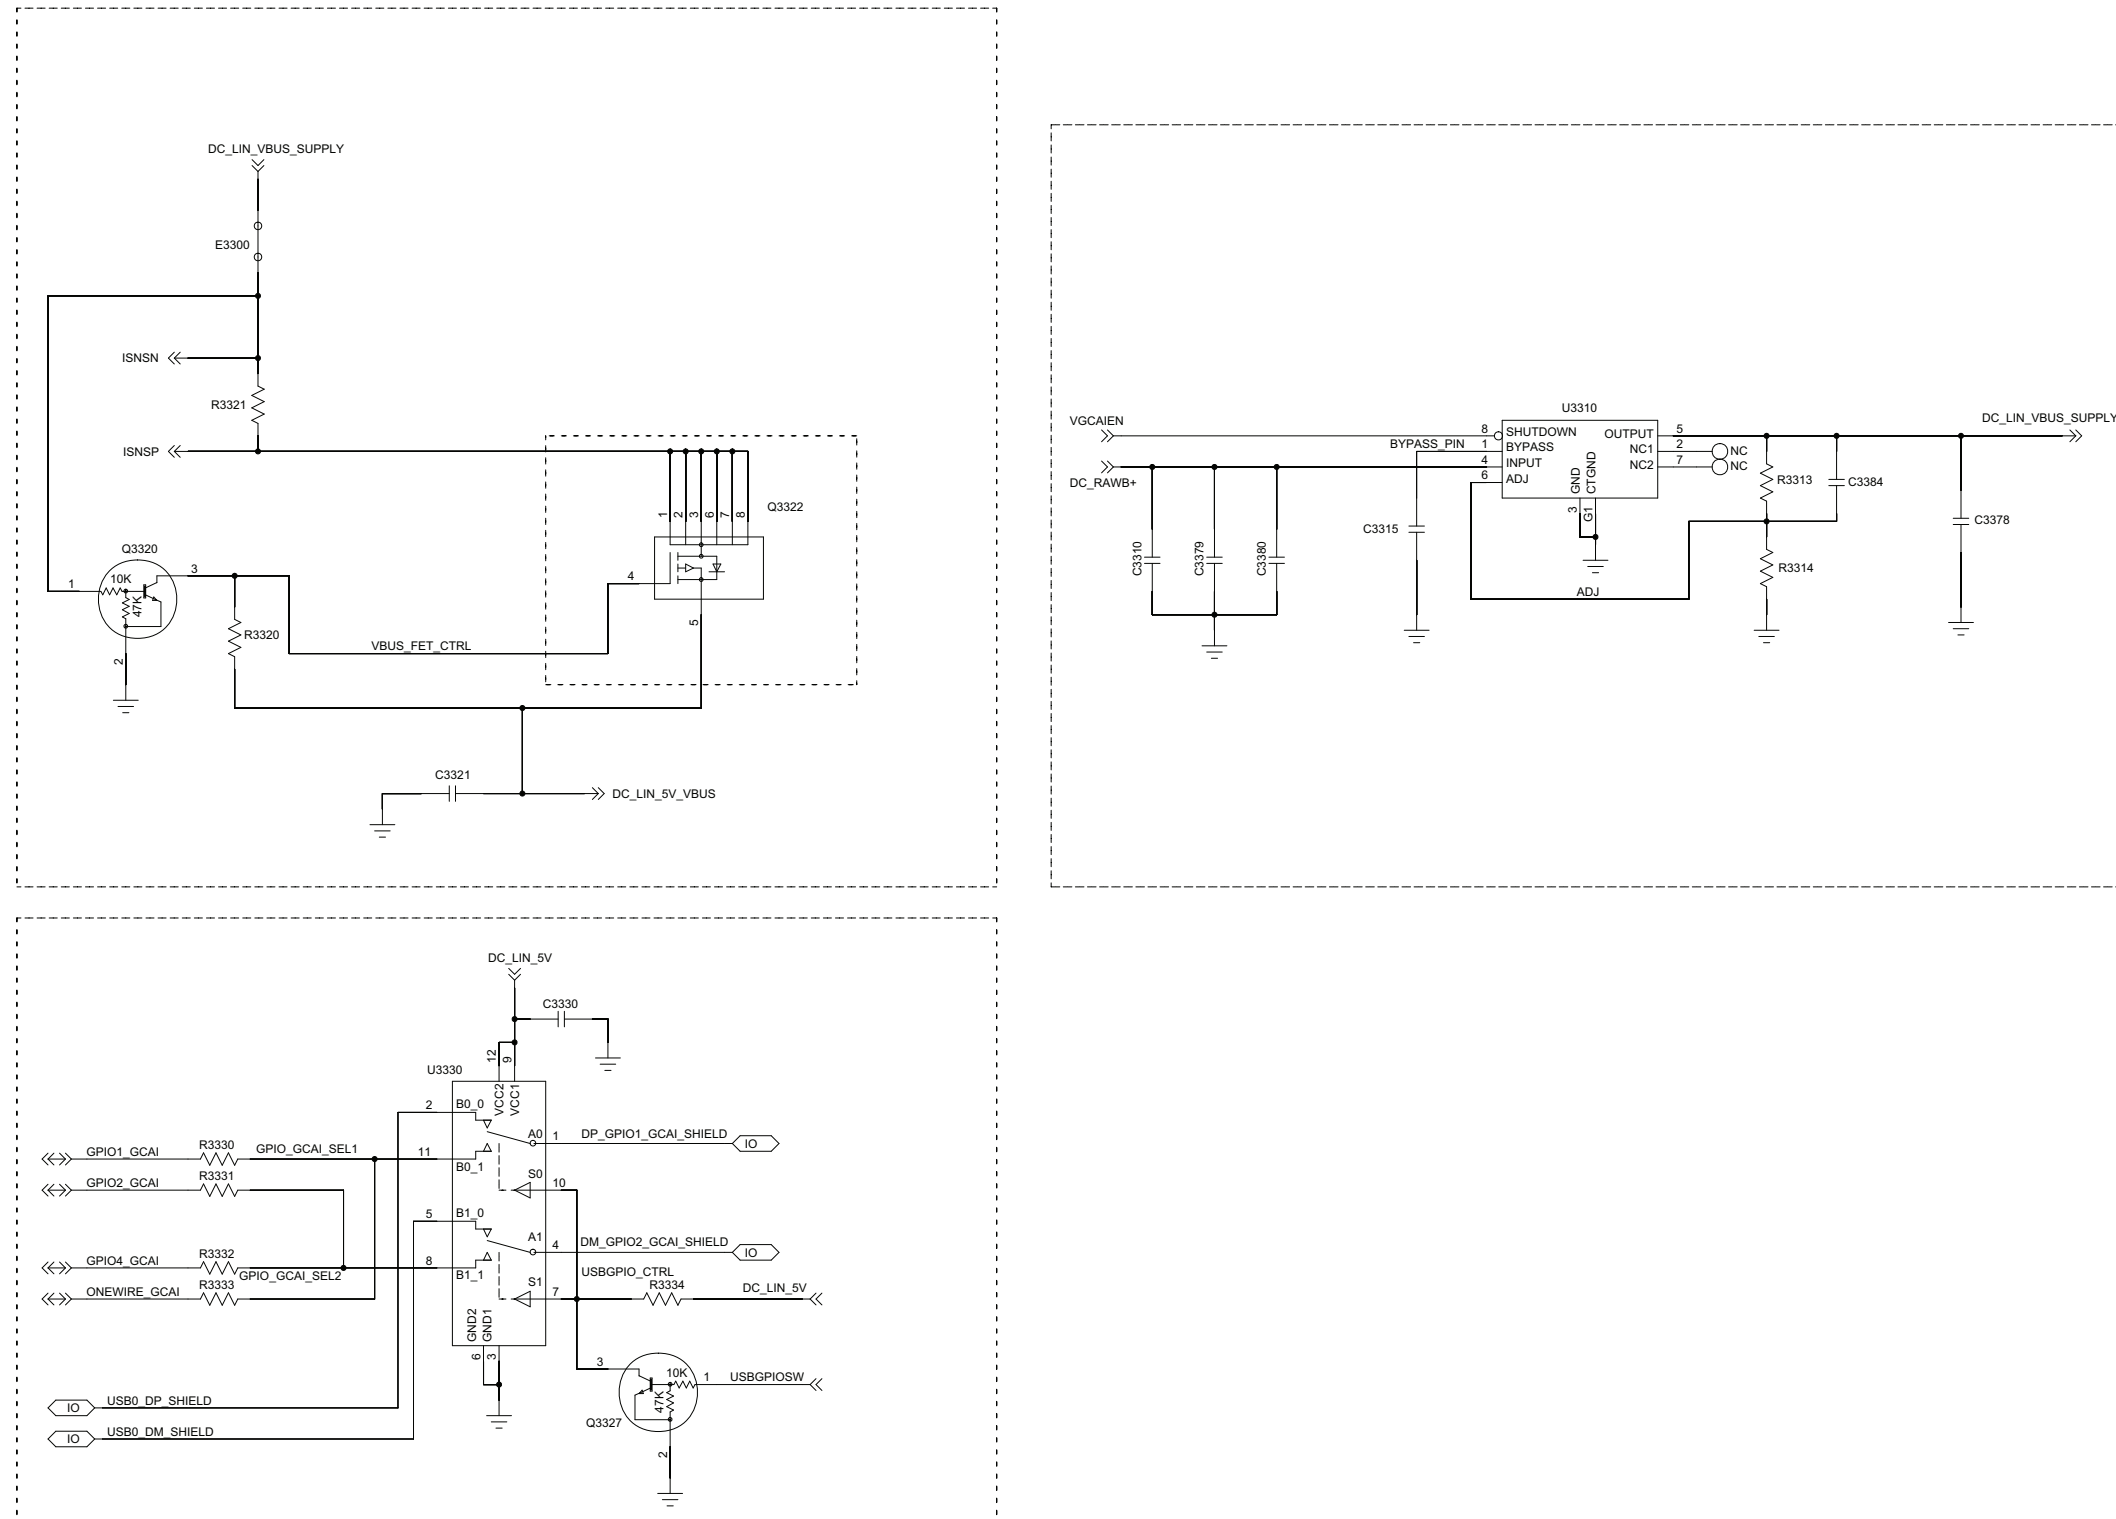 DC_LIN_VBUS_SUPPLY
E3300
ISNSN
R3321
ISNSP
1
2
3
6
7
8
Q3322
Q3320
1
10K
47K
3
2
R3320
VBUS_FET_CTRL
4
5
C3321
DC_LIN_5V_VBUS
VGCAIEN
DC_RAWB+
BYPASS_PIN
U3310
8 SHUTDOWN
1 BYPASS
4 INPUT
6 ADJ
OUTPUT 5
NC1 2 NC
NC2 7 NC
GND
CTGND
3
G1
DC_LIN_VBUS_SUPPLY
R3313
C3384
C3378
R3314
C3315
C3310
C3379
C3380
ADJ
DC_LIN_5V
C3330
12
9
U3330
VCC2
VCC1
2 B0_0
A0 1 DP_GPIO1_GCAI_SHIELD IO
GPIO1_GCAI R3330 GPIO_GCAI_SEL1 11 B0_1
GPIO2_GCAI R3331
S0 10
5 B1_0
A1 4 DM_GPIO2_GCAI_SHIELD IO
GPIO4_GCAI R3332 GPIO_GCAI_SEL2 8 B1_1
ONEWIRE_GCAI R3333
S1 7 USBGPIO_CTRL R3334 DC_LIN_5V
GND2
GND1
6
3
3
10K
47K
1 USBGPIOSW
Q3327
2
IO USB0_DP_SHIELD
IO USB0_DM_SHIELD